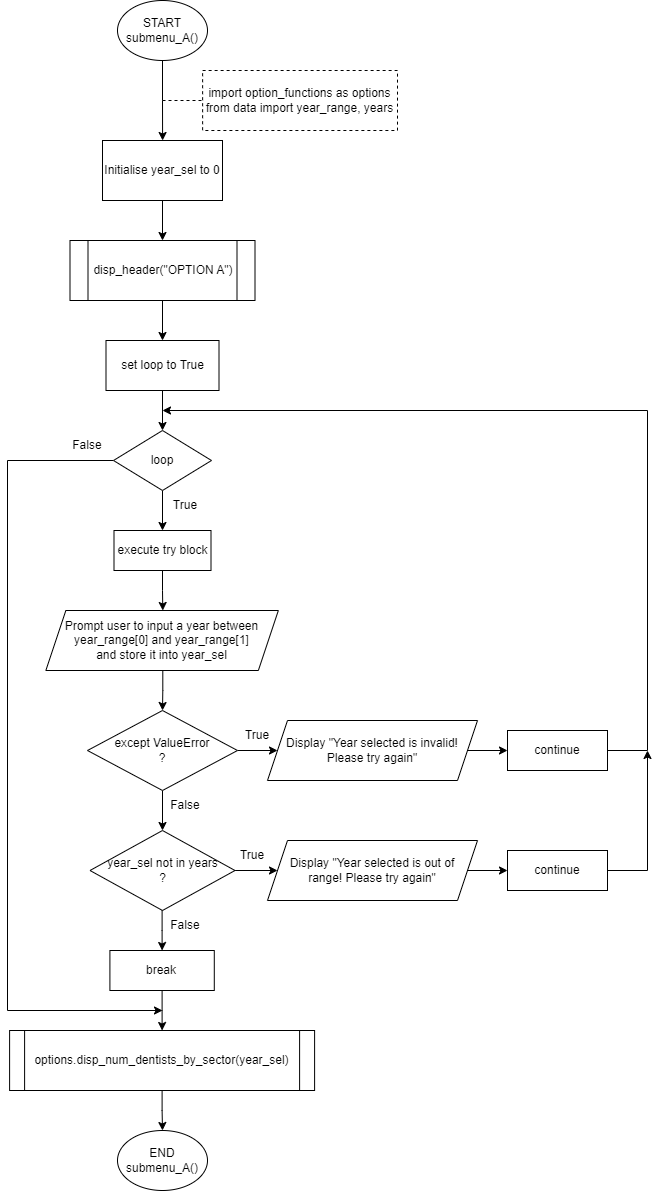 START
submenu_A()
import option_functions as options
from data import year_range, years
Initialise year_sel to 0
disp_header("OPTION A")
set loop to True
False
loop
True
execute try block
Prompt user to input a year between
year_range[0] and year_range[1]
and store it into year_sel
except ValueError
?
True
Display "Year selected is invalid!
Please try again"
continue
False
year_sel not in years
?
True
Display "Year selected is out of
range! Please try again"
continue
False
break
options.disp_num_dentists_by_sector(year_sel)
END
submenu_A()